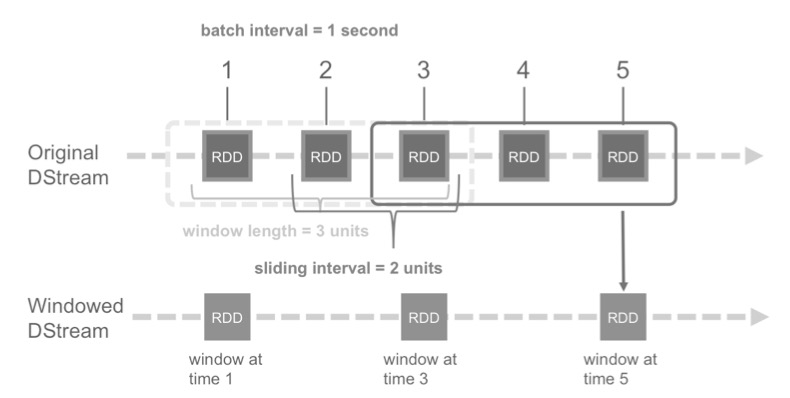 batch interval = 1 second
1 2 3 4 5
Original
DStream
RDD RDD RDD RDD RDD
window length = 3 units
sliding interval = 2 units
Windowed
DStream
RDD RDD RDD
window at
time 1
window at
time 3
window at
time 5